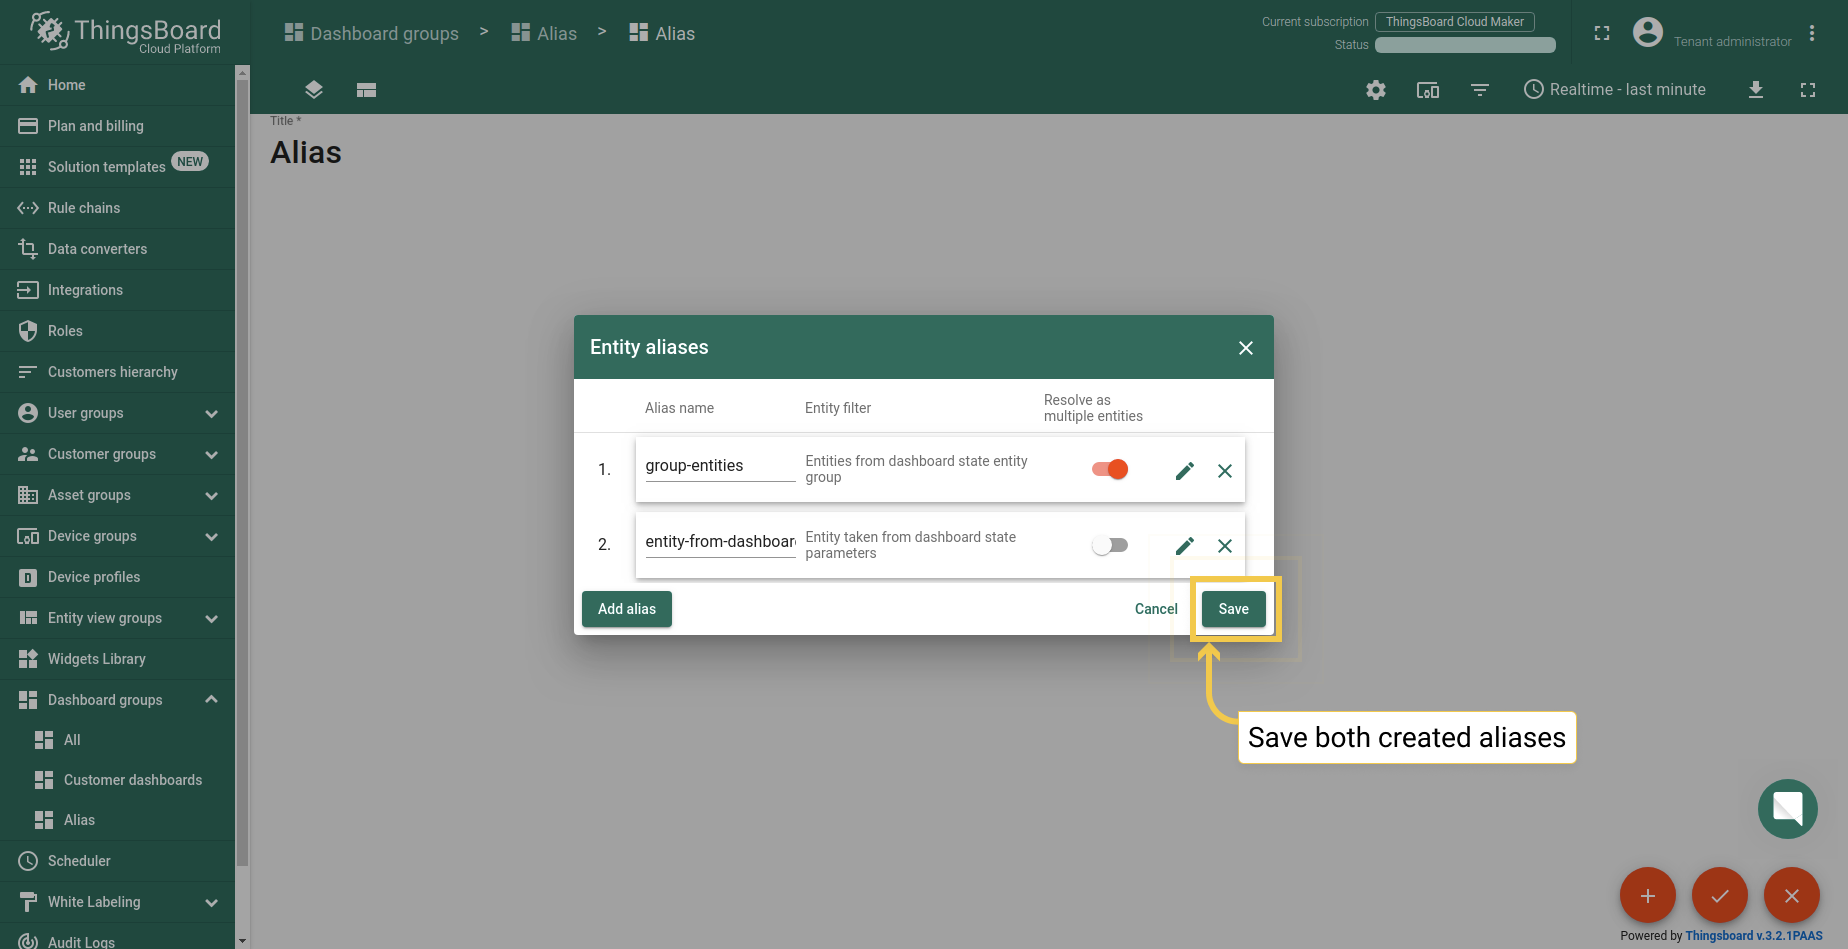 ThingsBoard
Cloud Platform
Dashboard groups > Alias > Alias
Current subscription ThingsBoard Cloud Maker
Status
Tenant administrator
Realtime - last minute
Home
Plan and billing
Solution templates NEW
Rule chains
Data converters
Integrations
Roles
Customers hierarchy
User groups
Customer groups
Asset groups
Device groups
Device profiles
Entity view groups
Widgets Library
Dashboard groups
All
Customer dashboards
Alias
Scheduler
White Labeling
Audit Logs
Title *
Alias
Entity aliases
Alias name Entity filter Resolve as
multiple entities
1. group-entities Entities from dashboard state entity
group
2. entity-from-dashboar Entity taken from dashboard state
parameters
Add alias Cancel Save
Save both created aliases
Powered by Thingsboard v.3.2.1PAAS